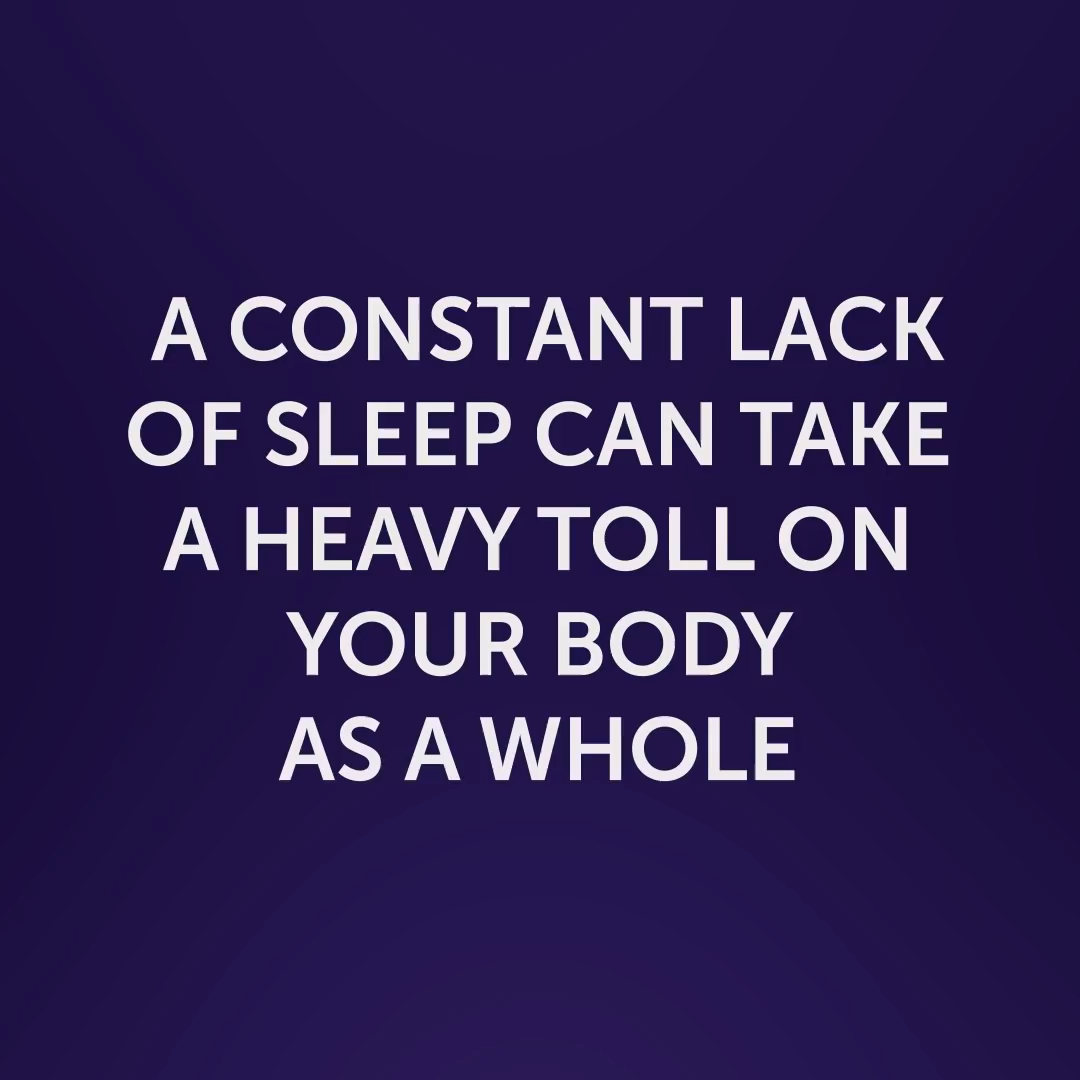 A CONSTANT LACK
OF SLEEP CAN TAKE
A HEAVY TOLL ON
YOUR BODY
AS A WHOLE